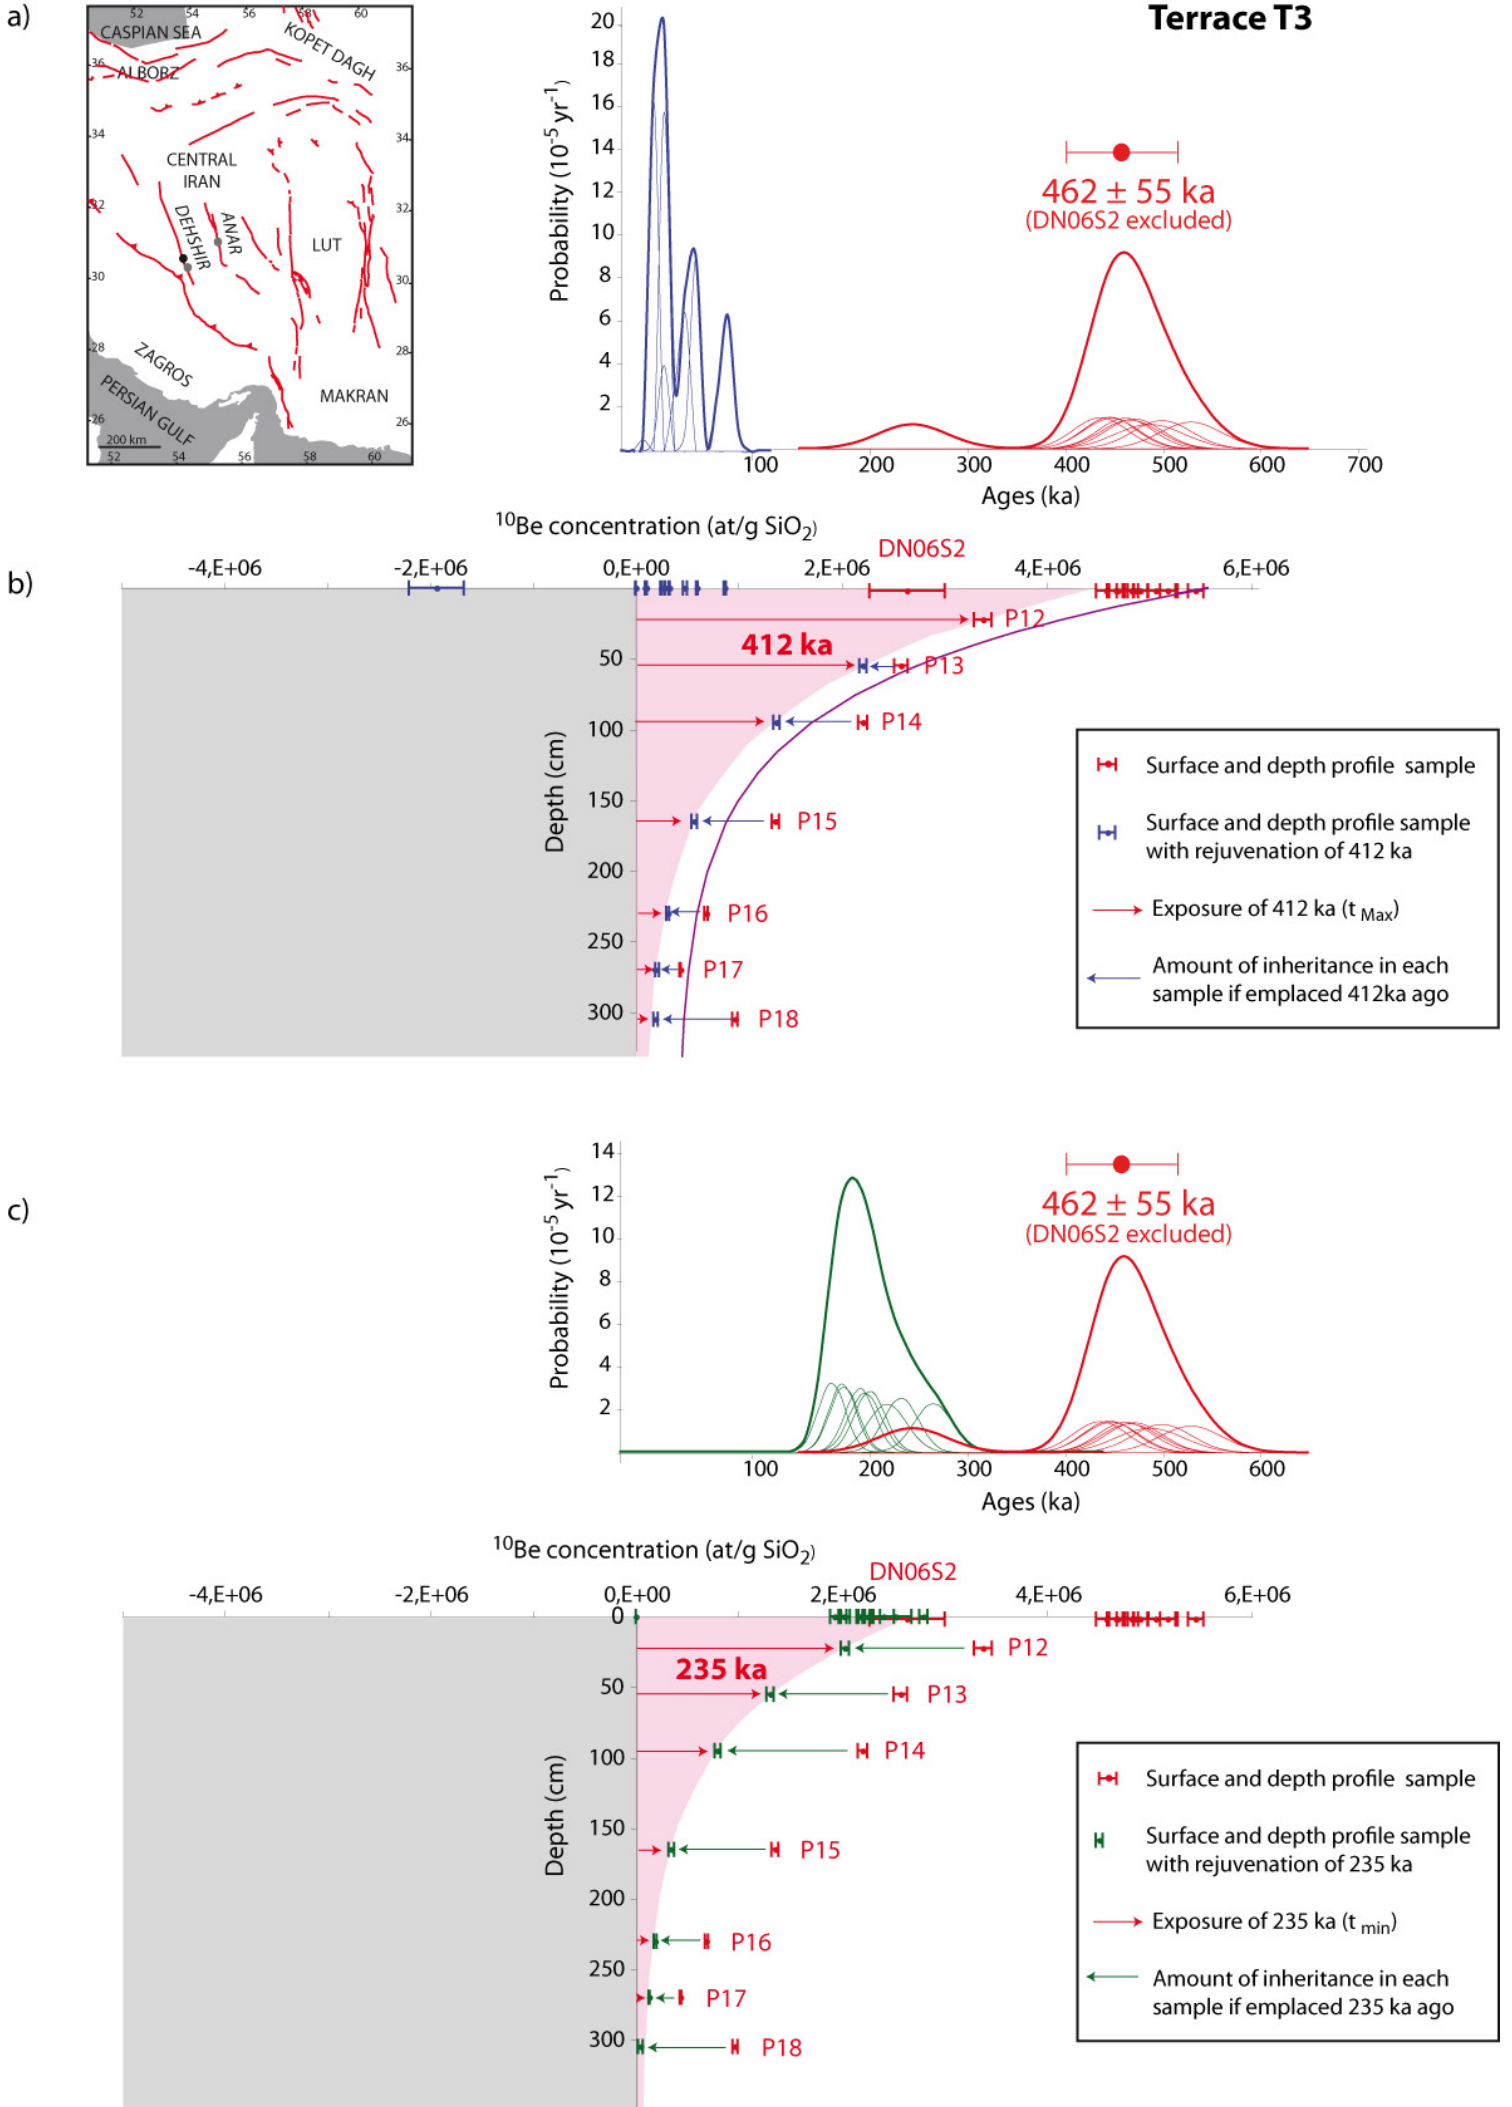 a)
Terrace T3
52 54 56 58 60
CASPIAN SEA
KOPET DAGH
36 36
ALBORZ
34 34
CENTRAL
IRAN
32 32
DEHSHIR
ANAR
LUT
30 30
28 28
ZAGROS
PERSIAN GULF
MAKRAN
26 26
200 km
52 54 56 58 60
Probability (10-5 yr-1)
20
18
16
14
12
10
8
6
4
2
462 ± 55 ka
(DN06S2 excluded)
100 200 300 400 500 600 700
Ages (ka)
b)
10Be concentration (at/g SiO2)
DN06S2
-4,E+06 -2,E+06 0,E+00 2,E+06 4,E+06 6,E+06
P12
412 ka
50
P13
100
P14
Depth (cm)
150
P15
200
P16
250
P17
300
P18
Surface and depth profile sample
Surface and depth profile sample
with rejuvenation of 412 ka
Exposure of 412 ka (t Max)
Amount of inheritance in each
sample if emplaced 412ka ago
c)
Probability (10-5 yr-1)
14
12
10
8
6
4
2
462 ± 55 ka
(DN06S2 excluded)
100 200 300 400 500 600
Ages (ka)
10Be concentration (at/g SiO2)
DN06S2
-4,E+06 -2,E+06 0,E+00 2,E+06 4,E+06 6,E+06
0
P12
235 ka
50
P13
100
P14
Depth (cm)
150
P15
200
P16
250
P17
300
P18
Surface and depth profile sample
Surface and depth profile sample
with rejuvenation of 235 ka
Exposure of 235 ka (t min)
Amount of inheritance in each
sample if emplaced 235 ka ago